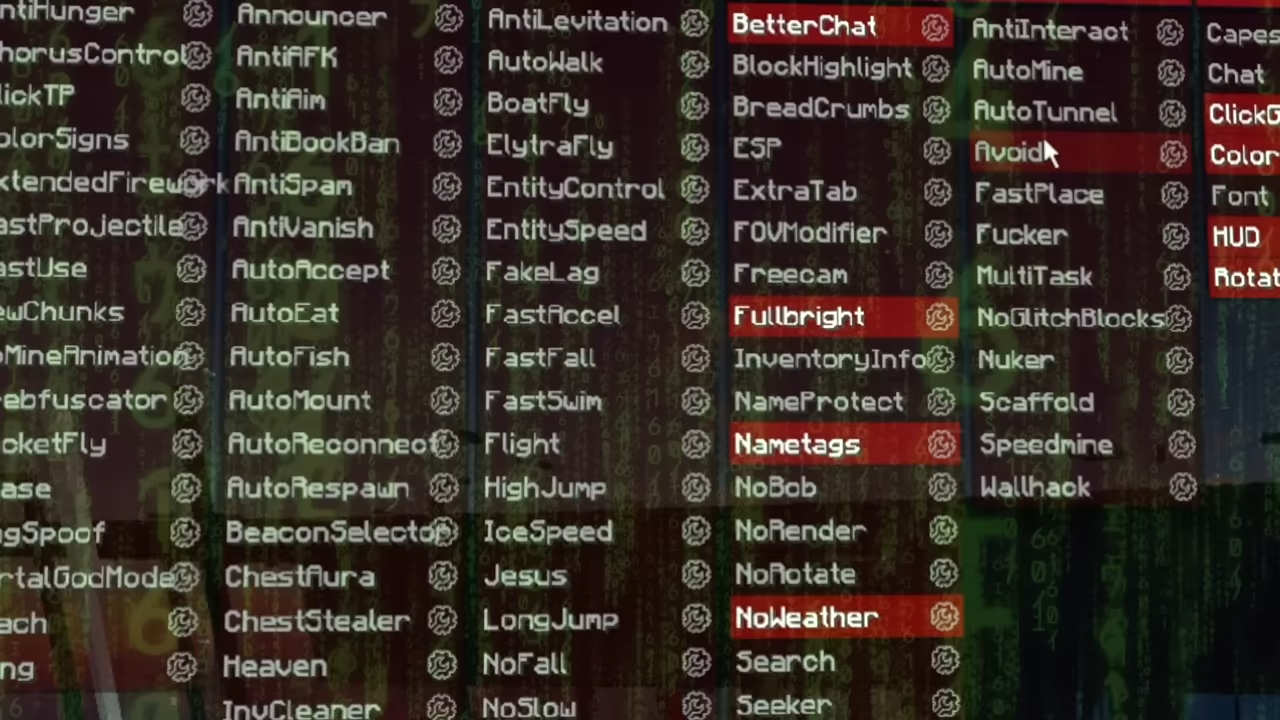 ntiHunger
horusControl
lickTP
olorSigns
xtendedFirework
astProjectile
astUse
ewChunks
oMineAnimation
ebfuscator
cketFly
ase
gSpoof
rtalGodMode
ach
ng
Announcer
AntiAFK
AntiAim
AntiBookBan
AntiSpam
AntiVanish
AutoAccept
AutoEat
AutoFish
AutoMount
AutoReconnect
AutoRespawn
BeaconSelector
ChestAura
ChestStealer
Heaven
InvCleaner
AntiLevitation
AutoWalk
BoatFly
ElytraFly
EntityControl
EntitySpeed
FakeLag
FastAccel
FastFall
FastSwim
Flight
HighJump
IceSpeed
Jesus
LongJump
NoFall
NoSlow
BetterChat
BlockHighlight
BreadCrumbs
ESP
ExtraTab
FOVModifier
Freecam
Fullbright
InventoryInfo
NameProtect
Nametags
NoBob
NoRender
NoRotate
NoWeather
Search
Seeker
AntiInteract
AutoMine
AutoTunnel
Avoid
FastPlace
Fucker
MultiTask
NoGlitchBlocks
Nuker
Scaffold
Speedmine
Wallhack
Capes
Chat
ClickG
Color
Font
HUD
Rotat